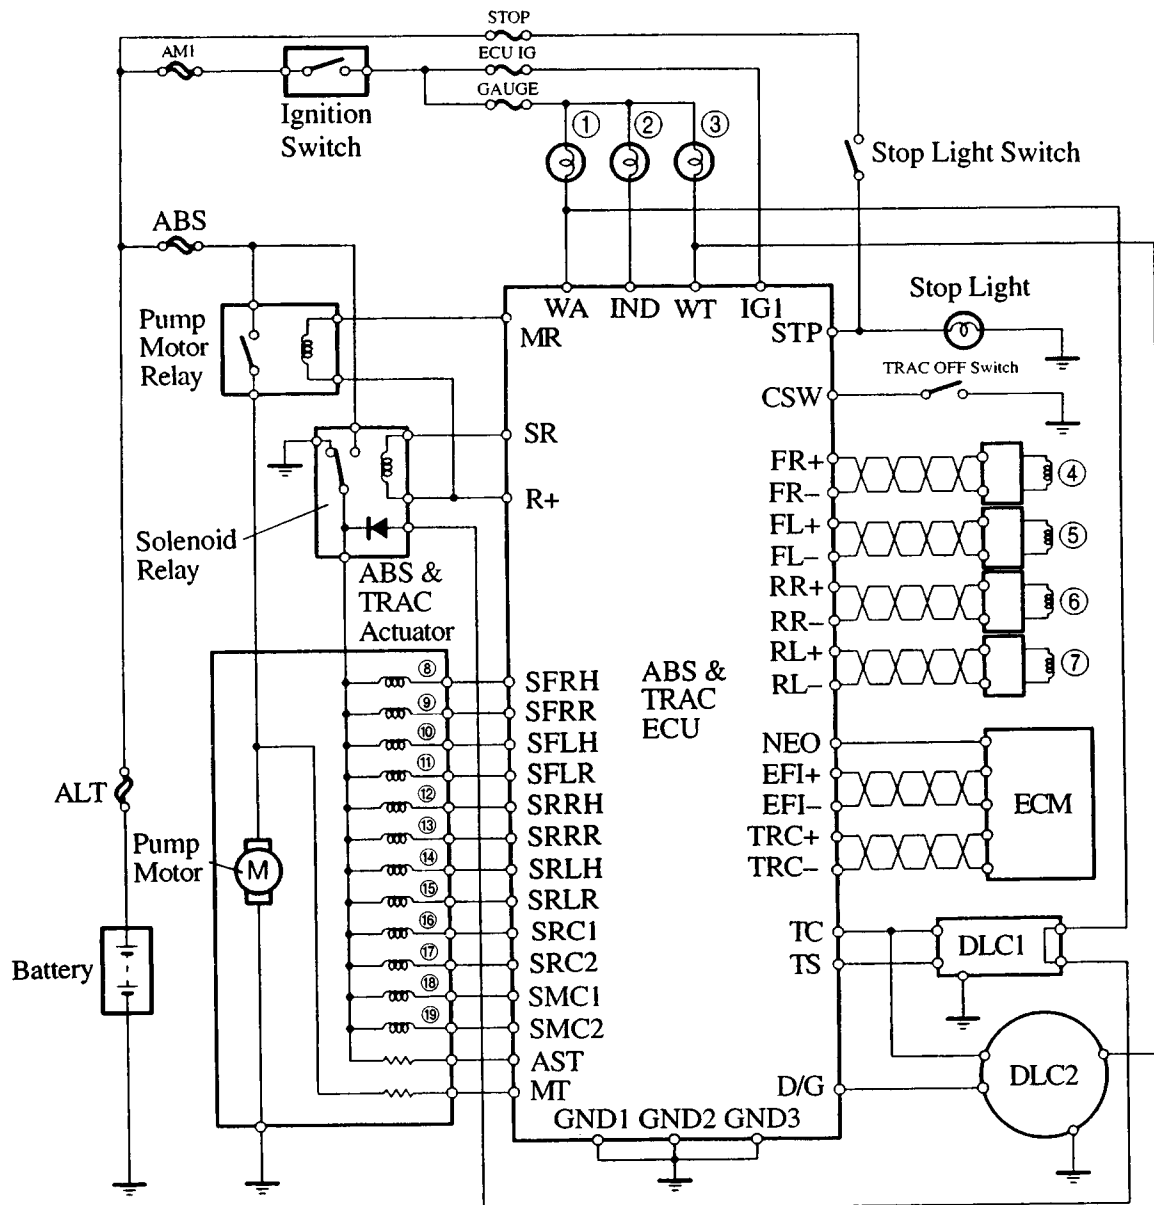 STOP
AM1
ECU IG
GAUGE
Ignition
Switch
①
②
③
Stop Light Switch
ABS
WA
IND
WT
IG1
Stop Light
Pump
Motor
Relay
MR
STP
TRAC OFF Switch
CSW
SR
FR+
④
FR–
R+
FL+
⑤
FL–
Solenoid
Relay
ABS &
TRAC
Actuator
RR+
⑥
RR–
RL+
⑦
RL–
ABS &
TRAC
ECU
⑧
SFRH
⑨
SFRR
⑩
SFLH
⑪
SFLR
⑫
SRRH
⑬
SRRR
⑭
SRLH
⑮
SRLR
⑯
SRC1
⑰
SRC2
⑱
SMC1
⑲
SMC2
AST
MT
NEO
EFI+
EFI–
TRC+
TRC–
ECM
ALT
Pump
Motor
M
Battery
TC
TS
DLC1
D/G
DLC2
GND1
GND2
GND3